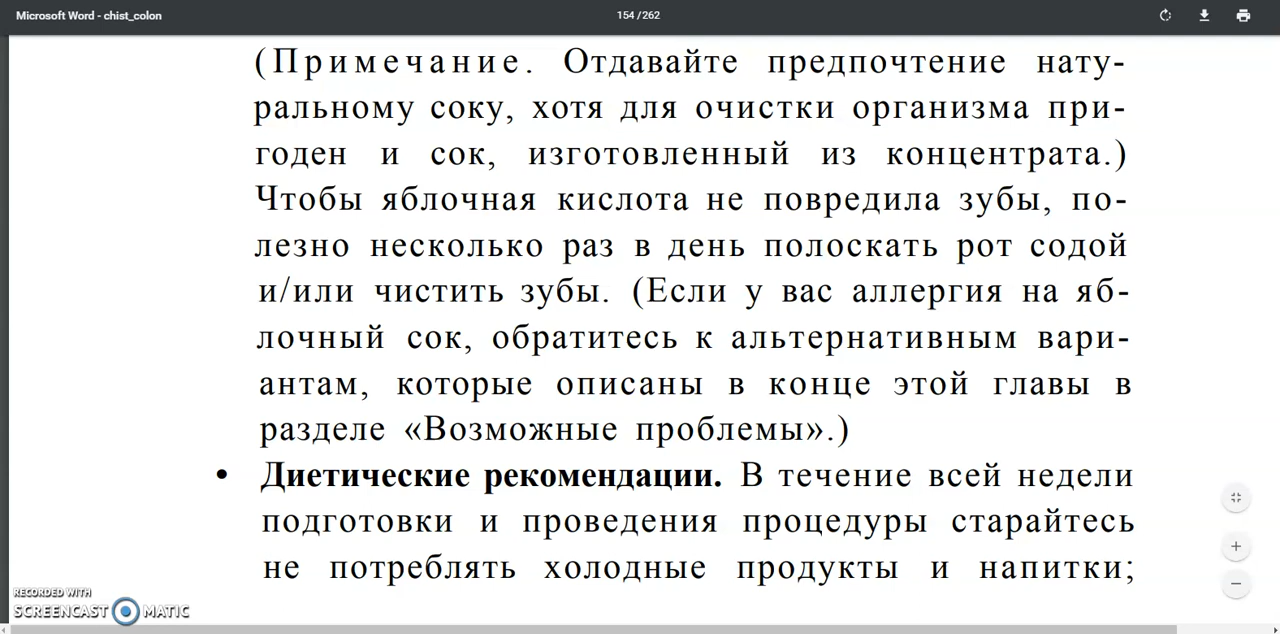 Microsoft Word - chist_colon
154 / 262
(Примечание. Отдавайте предпочтение нату-
ральному соку, хотя для очистки организма при-
годен и сок, изготовленный из концентрата.)
Чтобы яблочная кислота не повредила зубы, по-
лезно несколько раз в день полоскать рот содой
и/или чистить зубы. (Если у вас аллергия на яб-
лочный сок, обратитесь к альтернативным вари-
антам, которые описаны в конце этой главы в
разделе «Возможные проблемы».)
• Диетические рекомендации. В течение всей недели
подготовки и проведения процедуры старайтесь
не потреблять холодные продукты и напитки;
RECORDED WITH
SCREENCAST MATIC